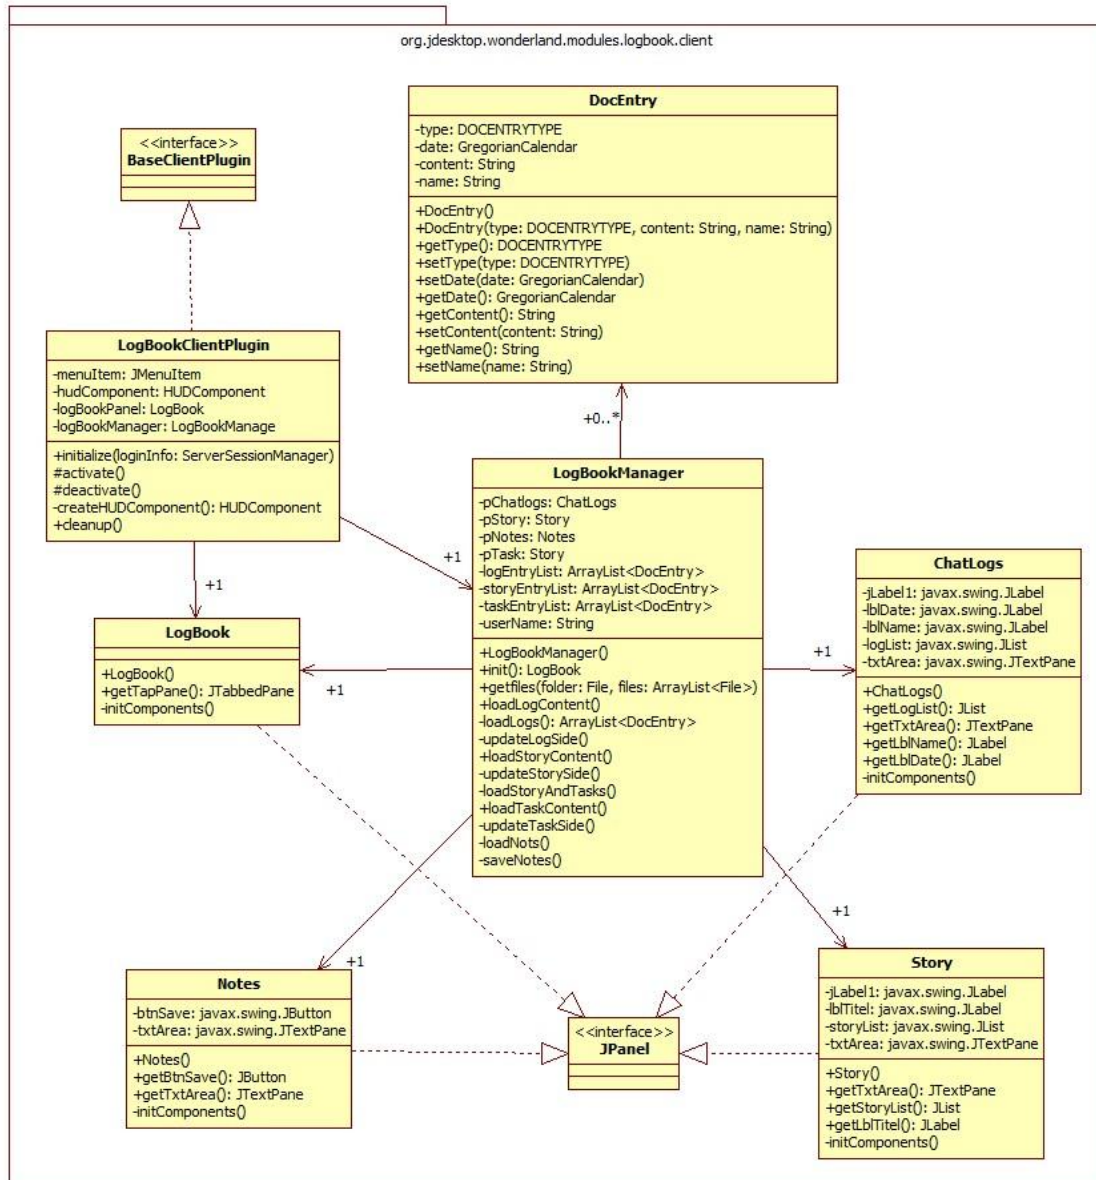 org.jdesktop.wonderland.modules.logbook.client
DocEntry
-type: DOCENTRYTYPE
-date: GregorianCalendar
-content: String
-name: String
+DocEntry()
+DocEntry(type: DOCENTRYTYPE, content: String, name: String)
+getType(): DOCENTRYTYPE
+setType(type: DOCENTRYTYPE)
+setDate(date: GregorianCalendar)
+getDate(): GregorianCalendar
+getContent(): String
+setContent(content: String)
+getName(): String
+setName(name: String)
<<interface>>
BaseClientPlugin
LogBookClientPlugin
-menuItem: JMenuItem
-hudComponent: HUDComponent
-logBookPanel: LogBook
-logBookManager: LogBookManage
+initialize(loginInfo: ServerSessionManager)
#activate()
#deactivate()
-createHUDComponent(): HUDComponent
+cleanup()
+0..*
+1
+1
LogBookManager
-pChatlogs: ChatLogs
-pStory: Story
-pNotes: Notes
-pTask: Story
-logEntryList: ArrayList<DocEntry>
-storyEntryList: ArrayList<DocEntry>
-taskEntryList: ArrayList<DocEntry>
-userName: String
+LogBookManager()
+init(): LogBook
+getfiles(folder: File, files: ArrayList<File>)
+loadLogContent()
-loadLogs(): ArrayList<DocEntry>
-updateLogSide()
+loadStoryContent()
-updateStorySide()
-loadStoryAndTasks()
+loadTaskContent()
-updateTaskSide()
-loadNots()
-saveNotes()
LogBook
+LogBook()
+getTapPane(): JTabbedPane
-initComponents()
+1
+1
ChatLogs
-jLabel1: javax.swing.JLabel
-lblDate: javax.swing.JLabel
-lblName: javax.swing.JLabel
-logList: javax.swing.JList
-txtArea: javax.swing.JTextPane
+ChatLogs()
+getLogList(): JList
+getTxtArea(): JTextPane
+getLblName(): JLabel
+getLblDate(): JLabel
-initComponents()
+1
+1
Notes
-btnSave: javax.swing.JButton
-txtArea: javax.swing.JTextPane
+Notes()
+getBtnSave(): JButton
+getTxtArea(): JTextPane
-initComponents()
<<interface>>
JPanel
Story
-jLabel1: javax.swing.JLabel
-lblTitel: javax.swing.JLabel
-storyList: javax.swing.JList
-txtArea: javax.swing.JTextPane
+Story()
+getTxtArea(): JTextPane
+getStoryList(): JList
+getLblTitel(): JLabel
-initComponents()